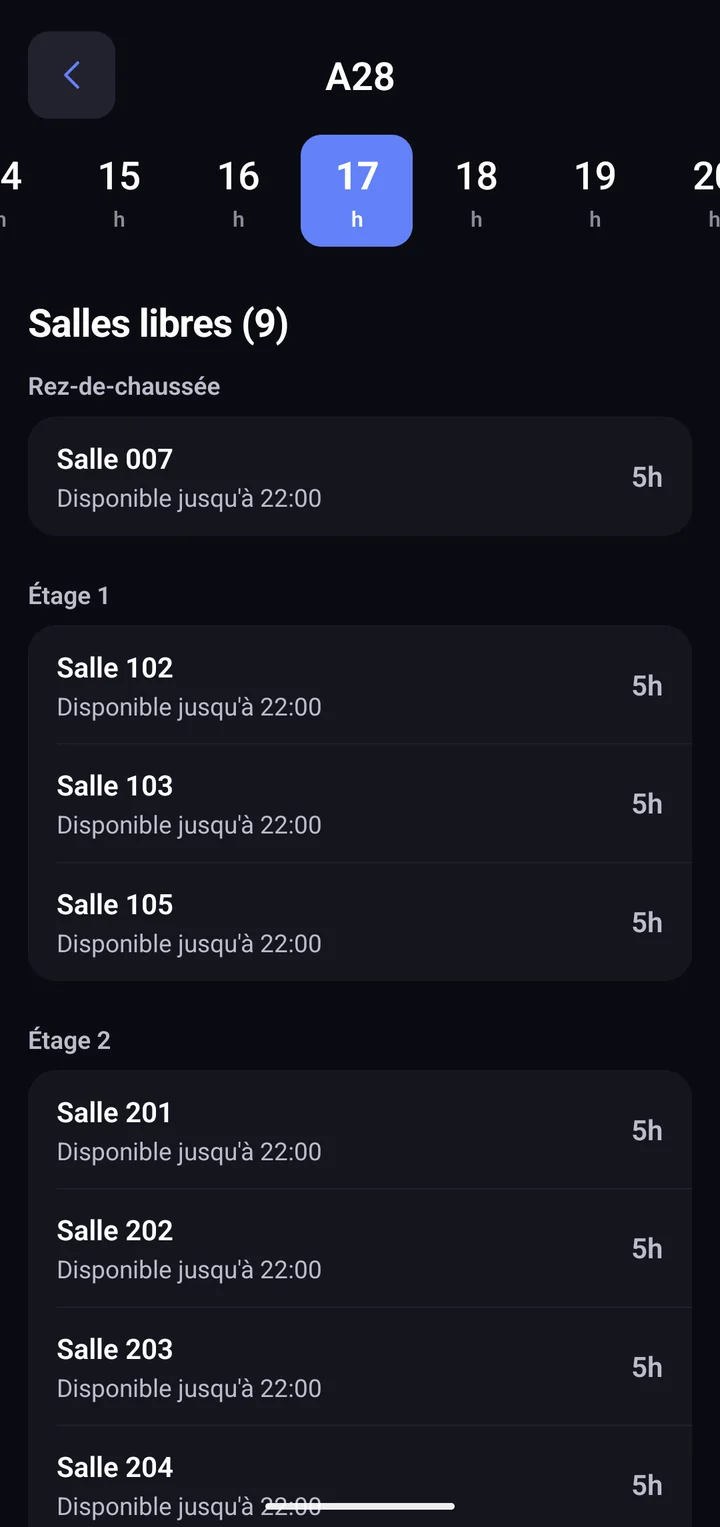 A28
4 15 16 17 18 19 20
h h h h h h h
Salles libres (9)
Rez-de-chaussée
Salle 007
Disponible jusqu'à 22:00
5h
Étage 1
Salle 102
Disponible jusqu'à 22:00
5h
Salle 103
Disponible jusqu'à 22:00
5h
Salle 105
Disponible jusqu'à 22:00
5h
Étage 2
Salle 201
Disponible jusqu'à 22:00
5h
Salle 202
Disponible jusqu'à 22:00
5h
Salle 203
Disponible jusqu'à 22:00
5h
Salle 204
Disponible jusqu'à 22:00
5h